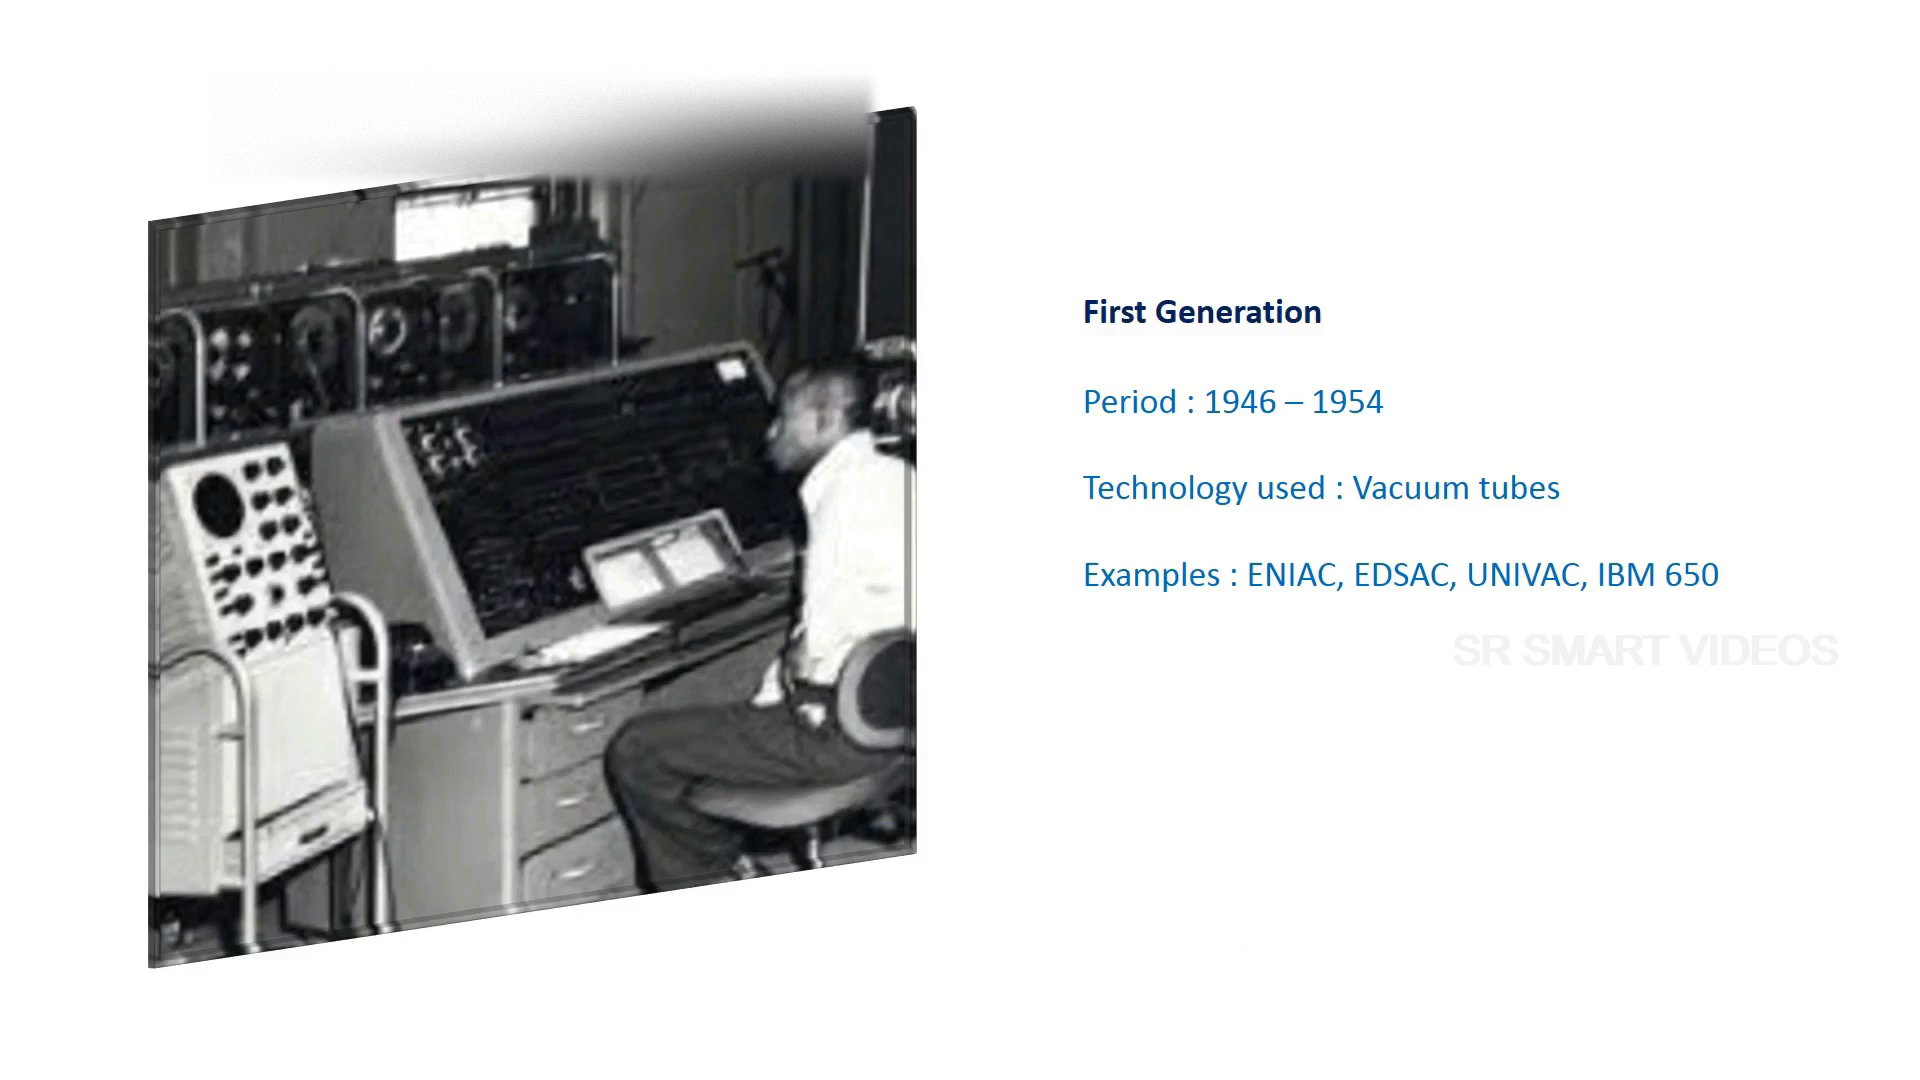 First Generation
Period : 1946 – 1954
Technology used : Vacuum tubes
Examples : ENIAC, EDSAC, UNIVAC, IBM 650
SR SMART VIDEOS